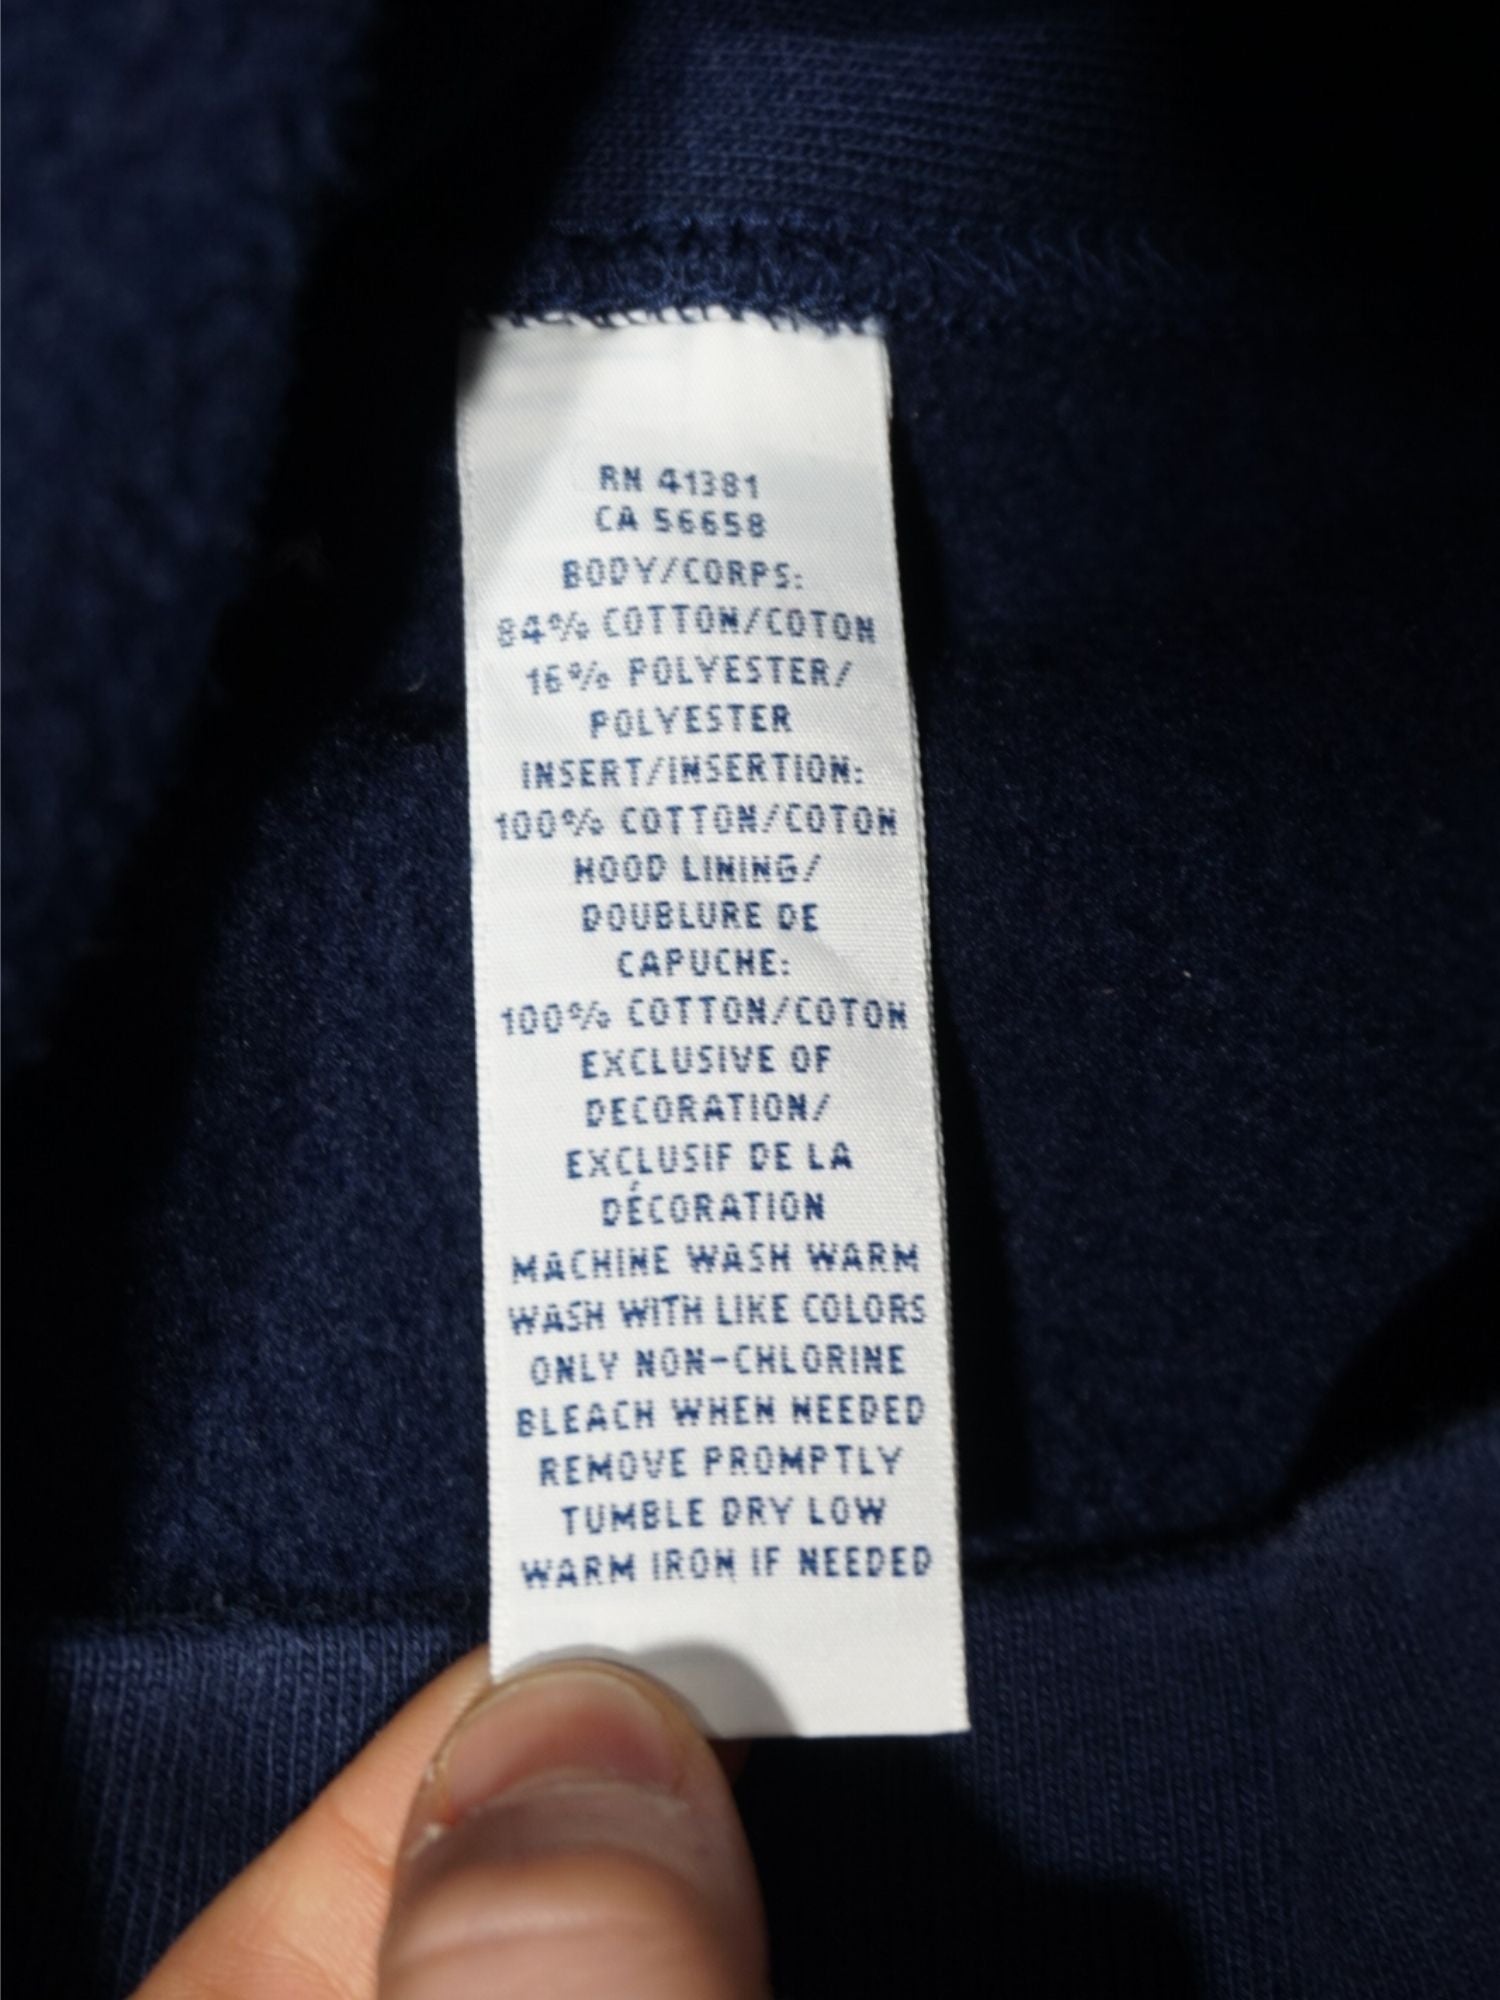 RN 41381
CA 56658
BODY/CORPS:
84% COTTON/COTON
16% POLYESTER/
POLYESTER
INSERT/INSERTION:
100% COTTON/COTON
HOOD LINING/
DOUBLURE DE
CAPUCHE:
100% COTTON/COTON
EXCLUSIVE OF
DECORATION/
EXCLUSIF DE LA
DÉCORATION
MACHINE WASH WARM
WASH WITH LIKE COLORS
ONLY NON-CHLORINE
BLEACH WHEN NEEDED
REMOVE PROMPTLY
TUMBLE DRY LOW
WARM IRON IF NEEDED